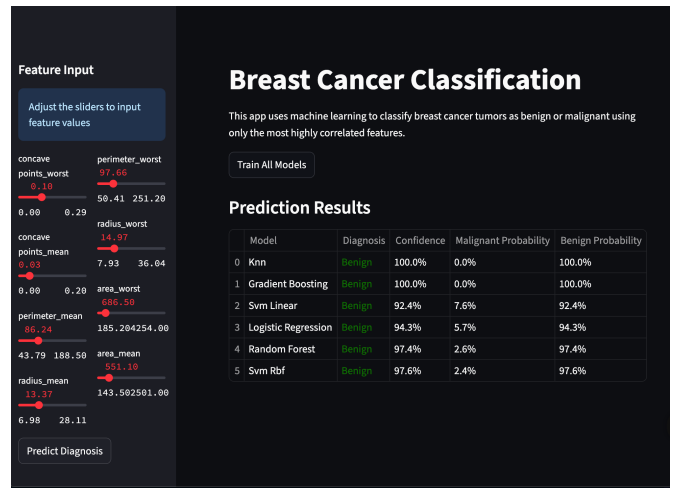 Feature Input
Adjust the sliders to input
feature values
concave
points_worst
0.10
0.00 0.29
concave
points_mean
0.03
0.00 0.20
perimeter_mean
86.24
43.79 188.50
radius_mean
13.37
6.98 28.11
perimeter_worst
97.66
50.41 251.20
radius_worst
14.97
7.93 36.04
area_worst
686.50
185.204254.00
area_mean
551.10
143.502501.00
Predict Diagnosis
Breast Cancer Classification
This app uses machine learning to classify breast cancer tumors as benign or malignant using
only the most highly correlated features.
Train All Models
Prediction Results
Model Diagnosis Confidence Malignant Probability Benign Probability
0 Knn Benign 100.0% 0.0% 100.0%
1 Gradient Boosting Benign 100.0% 0.0% 100.0%
2 Svm Linear Benign 92.4% 7.6% 92.4%
3 Logistic Regression Benign 94.3% 5.7% 94.3%
4 Random Forest Benign 97.4% 2.6% 97.4%
5 Svm Rbf Benign 97.6% 2.4% 97.6%